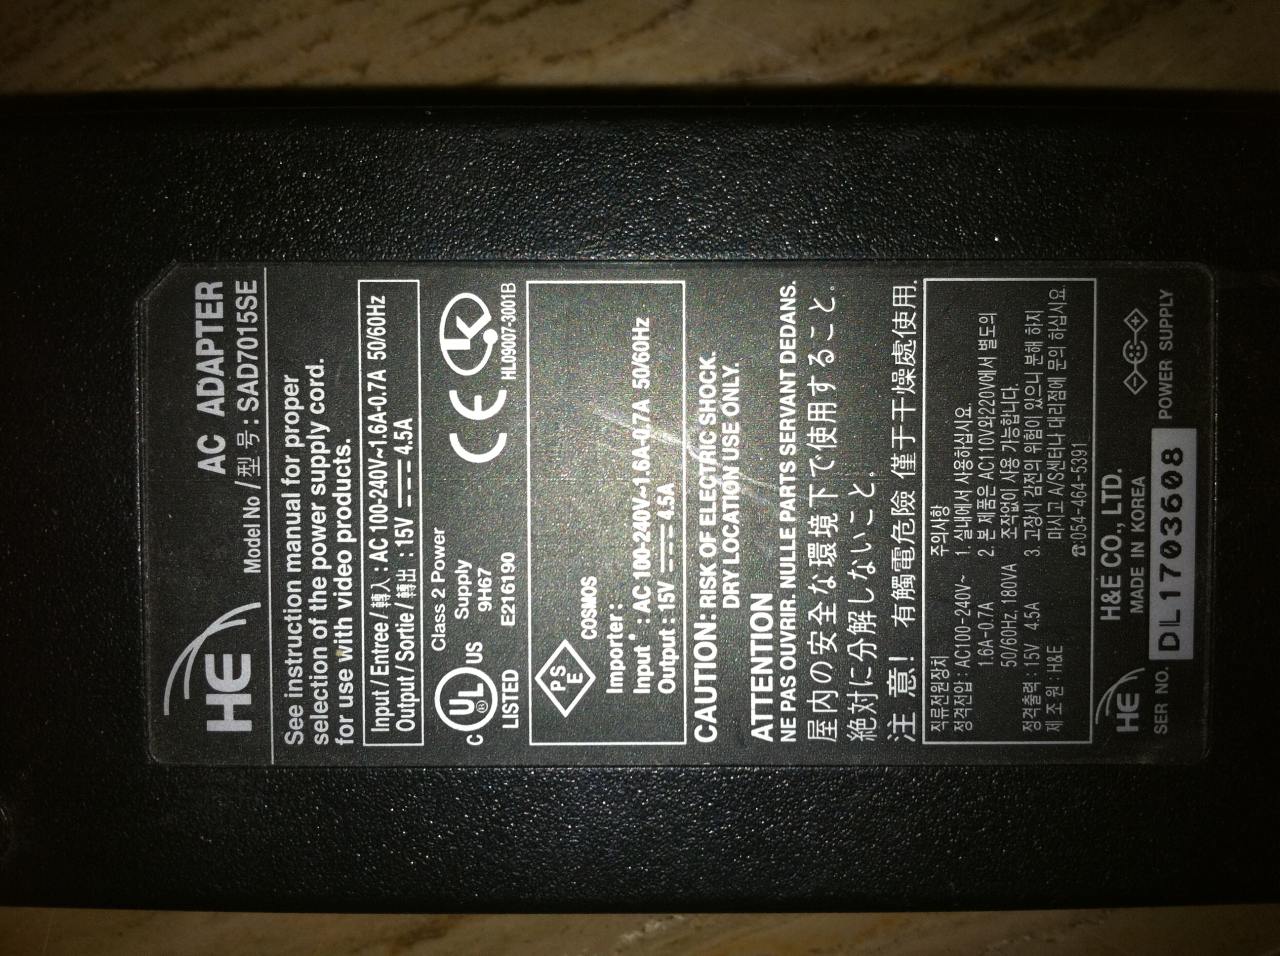 HE
AC ADAPTER
Model No / 型号 : SAD7015SE
See instruction manual for proper
selection of the power supply cord.
for use with video products.
Input / Entree / 輸入 : AC 100-240V~1.6A-0.7A 50/60Hz
Output / Sortie / 輸出 : 15V 4.5A
C UL ® US
LISTED
Class 2 Power
Supply
9H67
E216190
CE
K
HL09007-3001B
PSE
COSMOS
Importer :
Input : AC 100-240V~1.6A-0.7A 50/60Hz
Output : 15V 4.5A
CAUTION: RISK OF ELECTRIC SHOCK.
DRY LOCATION USE ONLY.
ATTENTION
NE PAS OUVRIR. NULLE PARTS SERVANT DEDANS.
屋内の安全な環境下で使用すること。
絶対に分解しないこと。
注意! 有觸電危險 僅于干燥處使用.
직류전원장치
정격전압 : AC100-240V~
1.6A-0.7A
50/60Hz.180VA
정격출력 : 15V 4.5A
제 조 원 : H&E
주의사항
1. 실내에서 사용하십시요.
2. 본 제품은 AC110V와220V에서 별도의
조작없이 사용 가능합니다.
3. 고장시 감전의 위험이 있으니 분해 하지
마시고 A/S센터나 대리점에 문의 하십시요.
☎:054-464-5391
HE
H&E CO., LTD.
MADE IN KOREA
SER NO. DL1703608 POWER SUPPLY